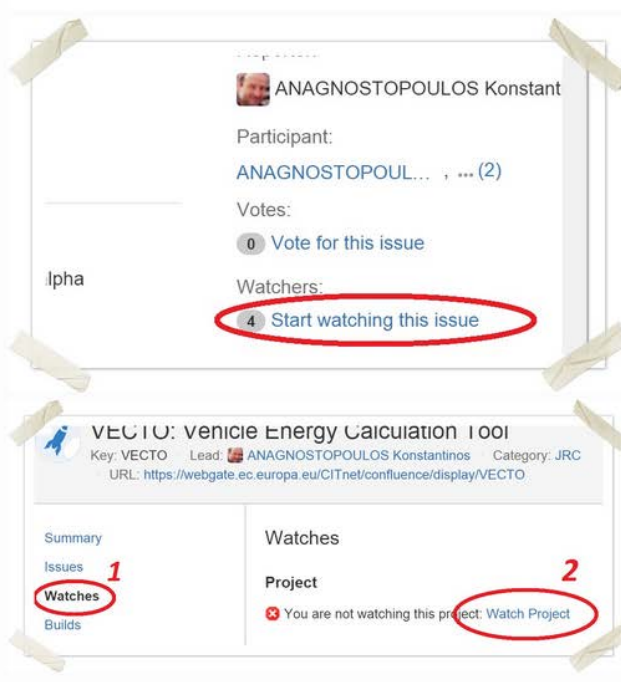 ANAGNOSTOPOULOS Konstant
Participant:
ANAGNOSTOPOUL... , ... (2)
Votes:
0 Vote for this issue
lpha
Watchers:
4 Start watching this issue
VECTO: Vehicle Energy Calculation Tool
Key: VECTO Lead: ANAGNOSTOPOULOS Konstantinos Category: JRC
URL: https://webgate.ec.europa.eu/CITnet/confluence/display/VECTO
Summary
Watches
Issues
1
2
Project
Watches
You are not watching this project: Watch Project
Builds